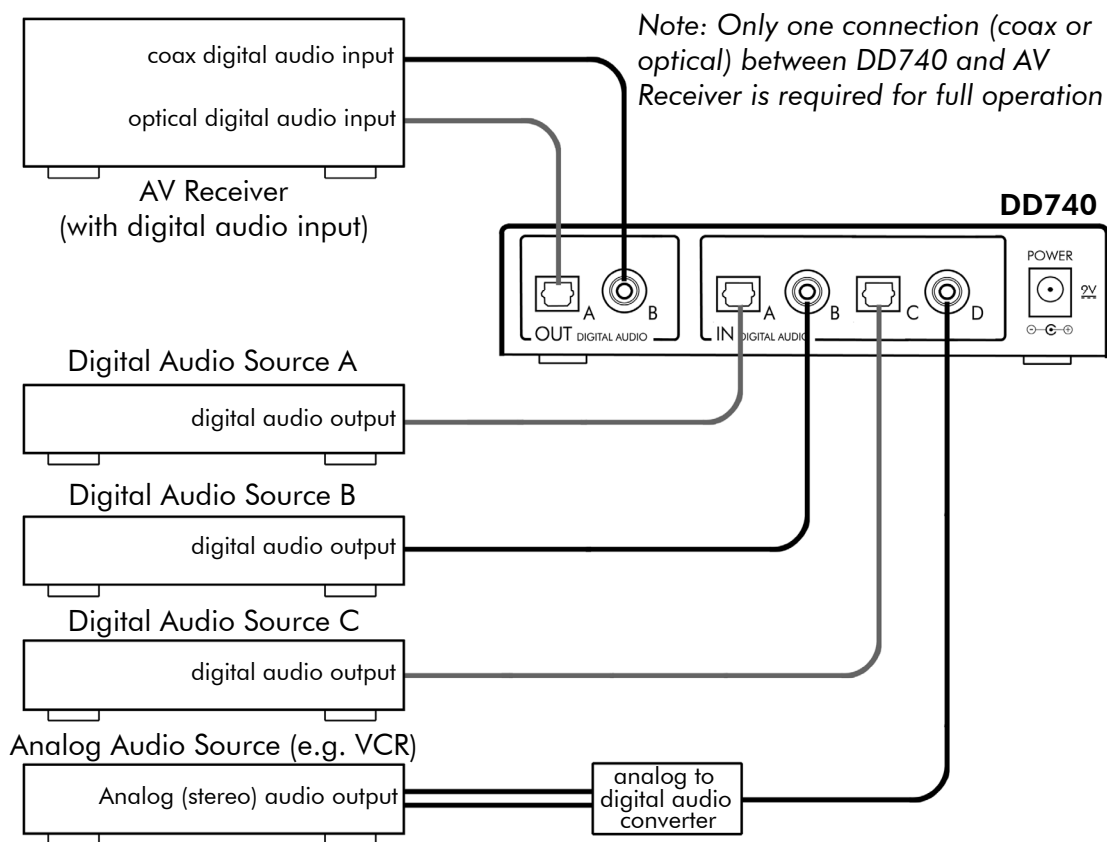 Note: Only one connection (coax or
optical) between DD740 and AV
Receiver is required for full operation
coax digital audio input
optical digital audio input
AV Receiver
(with digital audio input)
DD740
POWER
9V
A
B
OUT DIGITAL AUDIO
A
B
C
D
IN DIGITAL AUDIO
Digital Audio Source A
digital audio output
Digital Audio Source B
digital audio output
Digital Audio Source C
digital audio output
Analog Audio Source (e.g. VCR)
Analog (stereo) audio output
analog to
digital audio
converter